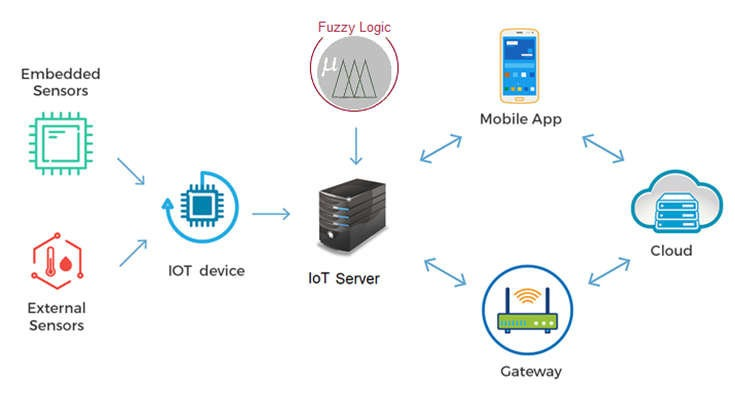 Fuzzy Logic
μ
Embedded
Sensors
Mobile App
IOT device
IoT Server
Cloud
External
Sensors
Gateway